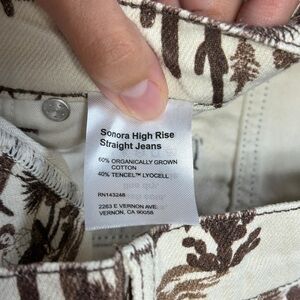 Sonora High Rise
Straight Jeans
60% ORGANICALLY GROWN
COTTON
40% TENCEL™ LYOCELL
RN143248
2263 E VERNON AVE.
VERNON, CA 90058